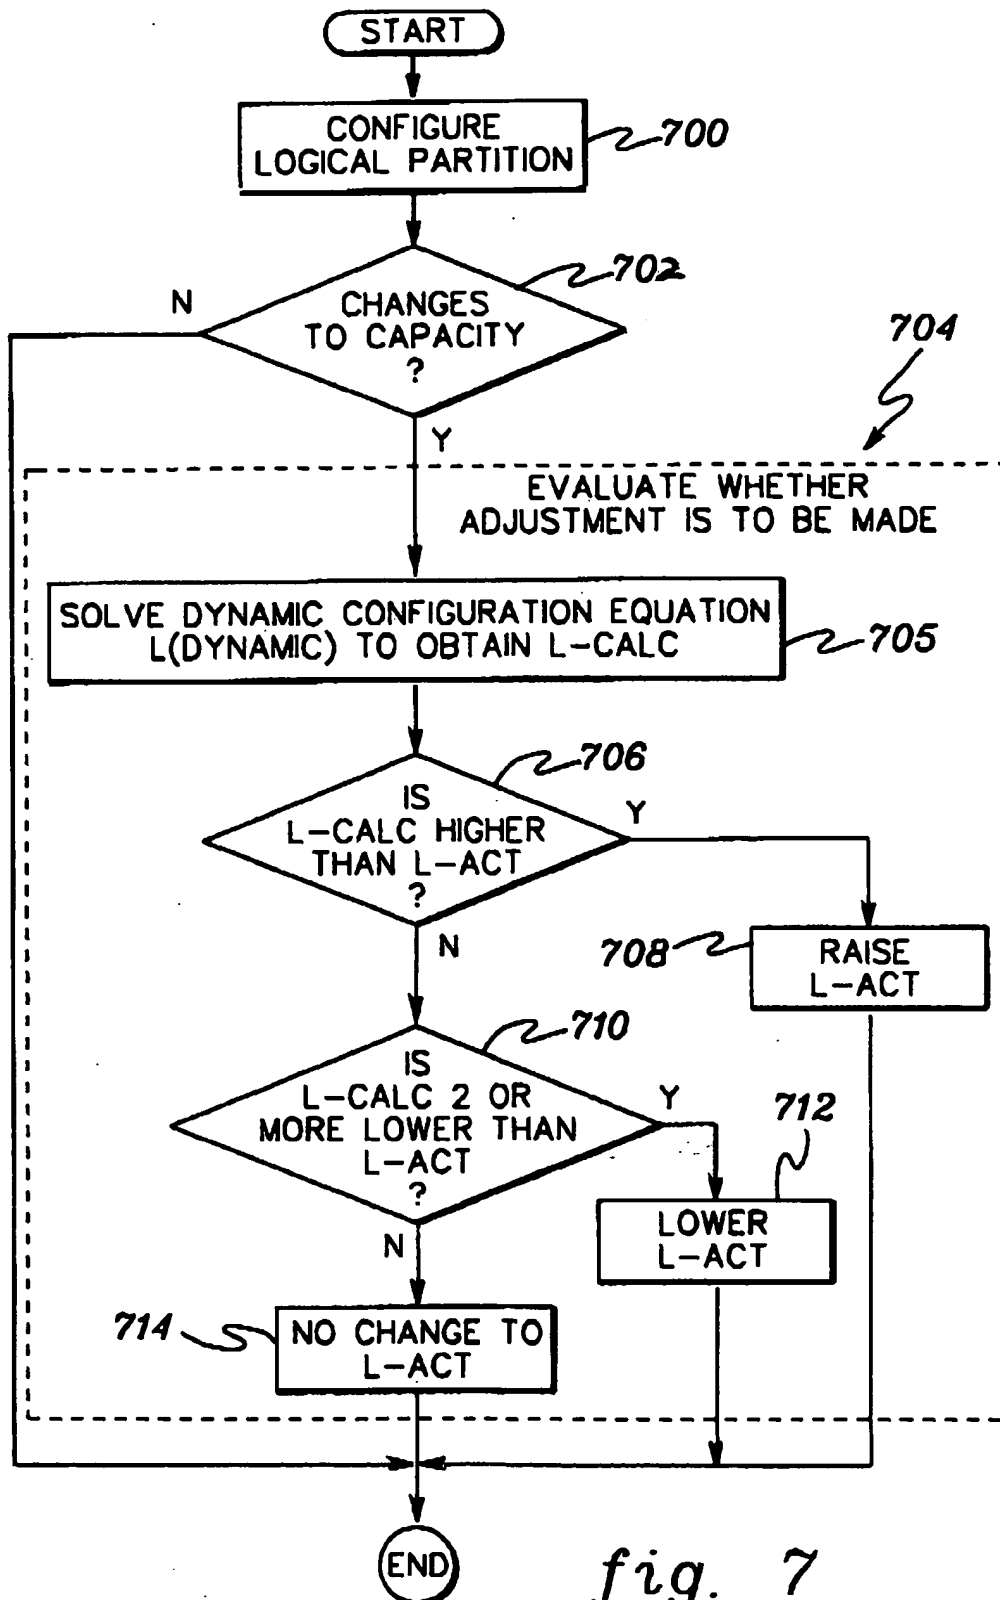 START
CONFIGURE
LOGICAL PARTITION
700
702
N
CHANGES
TO CAPACITY
?
704
Y
EVALUATE WHETHER
ADJUSTMENT IS TO BE MADE
SOLVE DYNAMIC CONFIGURATION EQUATION
L(DYNAMIC) TO OBTAIN L-CALC
705
706
IS
L-CALC HIGHER
THAN L-ACT
?
Y
N
708
RAISE
L-ACT
710
IS
L-CALC 2 OR
MORE LOWER THAN
L-ACT
?
Y
712
N
LOWER
L-ACT
714
NO CHANGE TO
L-ACT
END
fig. 7